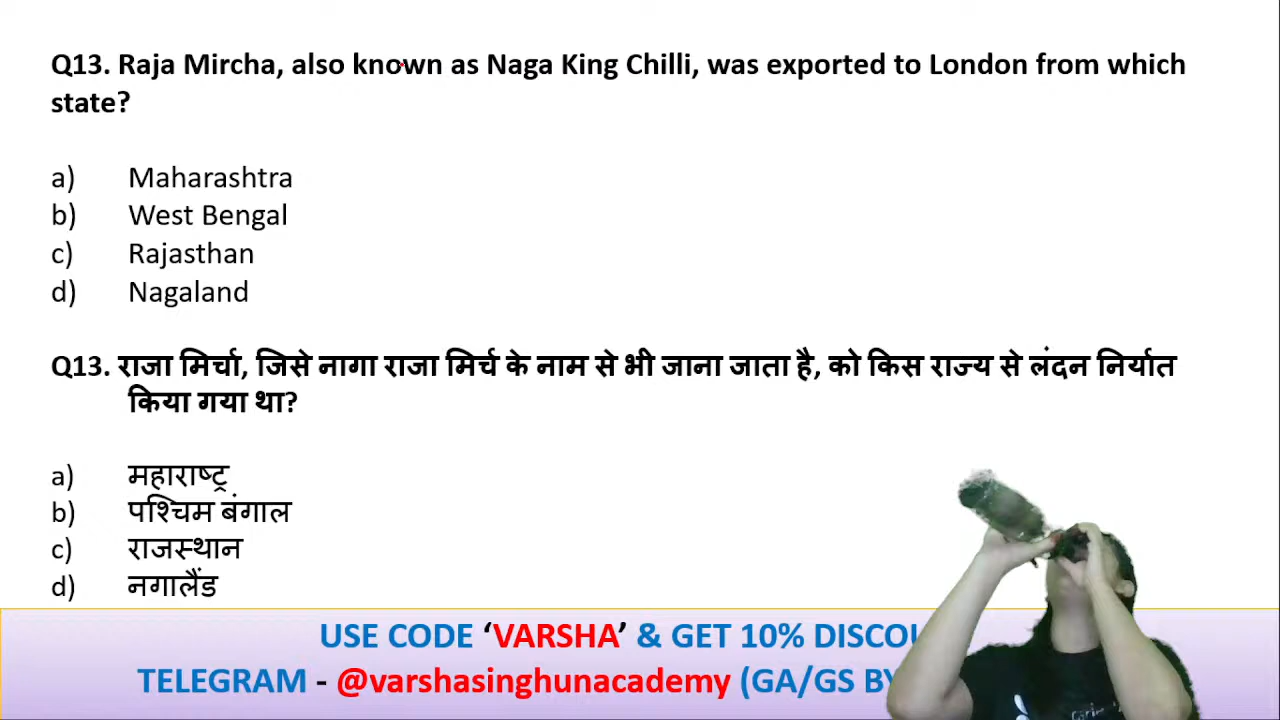 Q13. Raja Mircha, also known as Naga King Chilli, was exported to London from which
state?
a) Maharashtra
b) West Bengal
c) Rajasthan
d) Nagaland
Q13. राजा मिर्चा, जिसे नागा राजा मिर्च के नाम से भी जाना जाता है, को किस राज्य से लंदन निर्यात
किया गया था?
a) महाराष्ट्र
b) पश्चिम बंगाल
c) राजस्थान
d) नगालैंड
USE CODE ‘VARSHA’ & GET 10%
TELEGRAM - @varshasinghunacademy (GA/GS BY